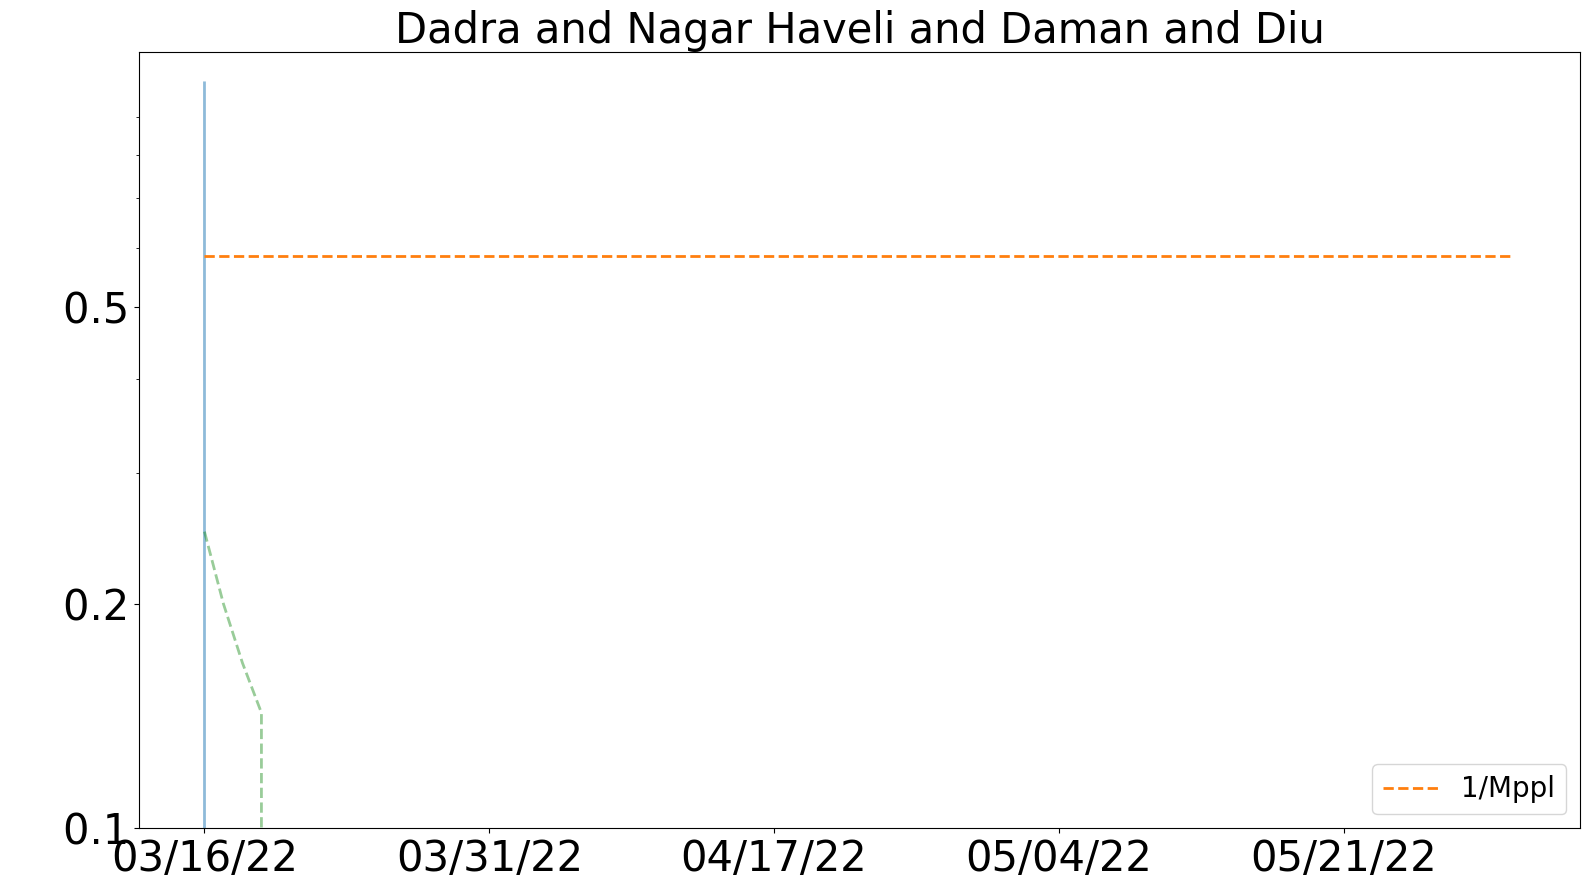 Dadra and Nagar Haveli and Daman and Diu
0.5
0.2
0.1
1/Mppl
03/16/22 03/31/22 04/17/22 05/04/22 05/21/22